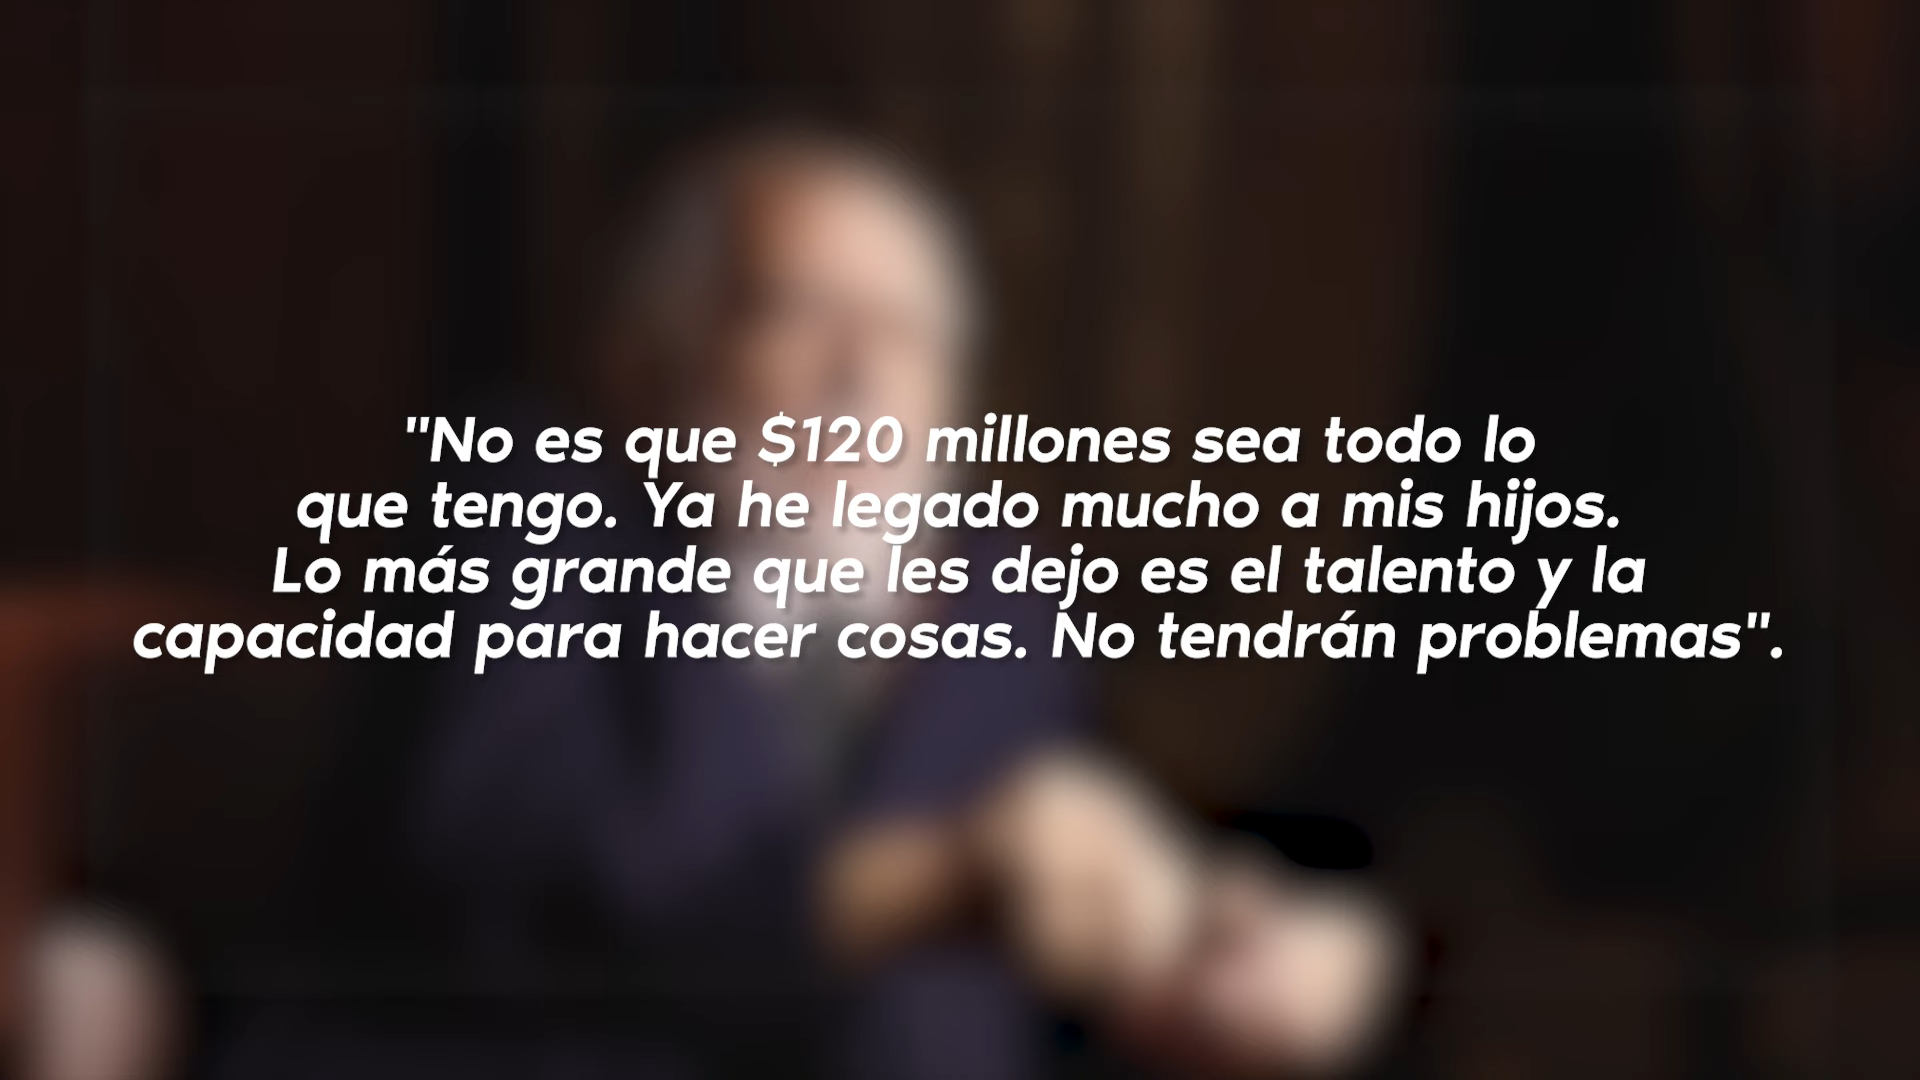 "No es que $120 millones sea todo lo
que tengo. Ya he legado mucho a mis hijos.
Lo más grande que les dejo es el talento y la
capacidad para hacer cosas. No tendrán problemas".